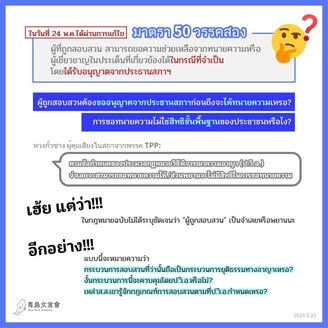 ในวันที่ 24 พ.ค.ได้ผ่านการแก้ไข
มาตรา 50 วรรคสอง
ผู้ที่ถูกสอบสวน สามารถขอความช่วยเหลือจากทนายความหรือ
ผู้เชี่ยวชาญในประเด็นที่เกี่ยวข้องได้ในกรณีที่จำเป็น
โดยได้รับอนุญาตจากประธานสภาฯ
ผู้ถูกสอบสวนต้องขออนุญาตจากประธานสภาฯก่อนถึงจะได้ทนายความเหรอ?
การขอทนายความไม่ใช่สิทธิขั้นพื้นฐานของประชาชนหรือไง?
หวงกั๋วชาง ผู้คุมเสียงในสภาจากพรรค TPP:
ตามข้อกำหนดของประมวลกฎหมายวิธีพิจารณาความอาญา (ป.วิ.อ.)
จำเลยจะสามารถขอทนายความได้ ส่วนพยานจะไม่มีสิทธิในการขอทนายความ
เฮ้ย แต่ว่า!!!
ในกฎหมายฉบับไม่ได้ระบุชัดเจนว่า "ผู้ถูกสอบสวน" เป็นจำเลยหรือพยานนะ
อีกอย่าง!!!
แบบนี้จะหมายความว่า
กระบวนการสอบสวนที่ว่านั้นถือเป็นกระบวนการยุติธรรมทางอาญาเหรอ?
งั้นกระบวนการนี้จะควบคุมโดยป.วิ.อ.หรือไม่?
เหล่าส.ส.เขารู้จักกฎเกณฑ์การสอบสวนตามที่ป.วิ.อ.กำหนดเหรอ?
青鳥文宣會
2024.5.25